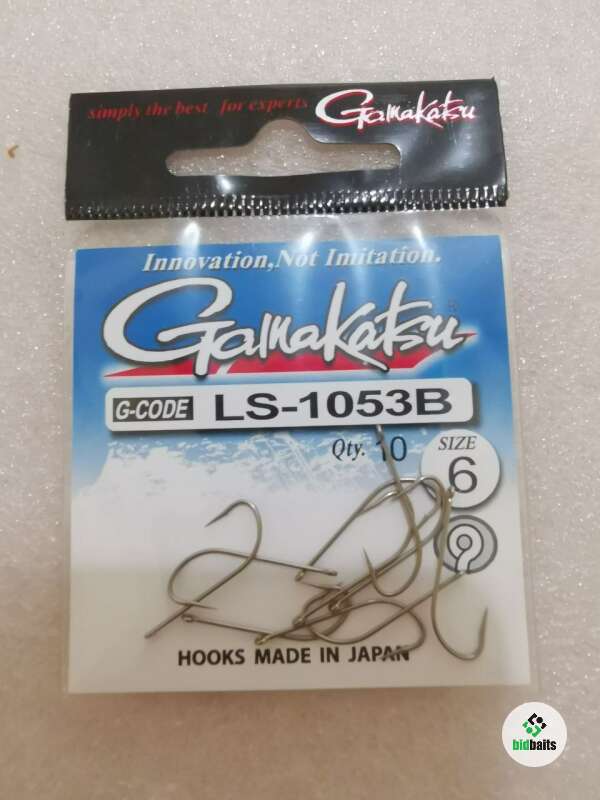 simply the best for experts Gamakatsu
Innovation,Not Imitation.
Gamakatsu
G-CODE LS-1053B
Qty. 10 SIZE
6
HOOKS MADE IN JAPAN
bidbaits